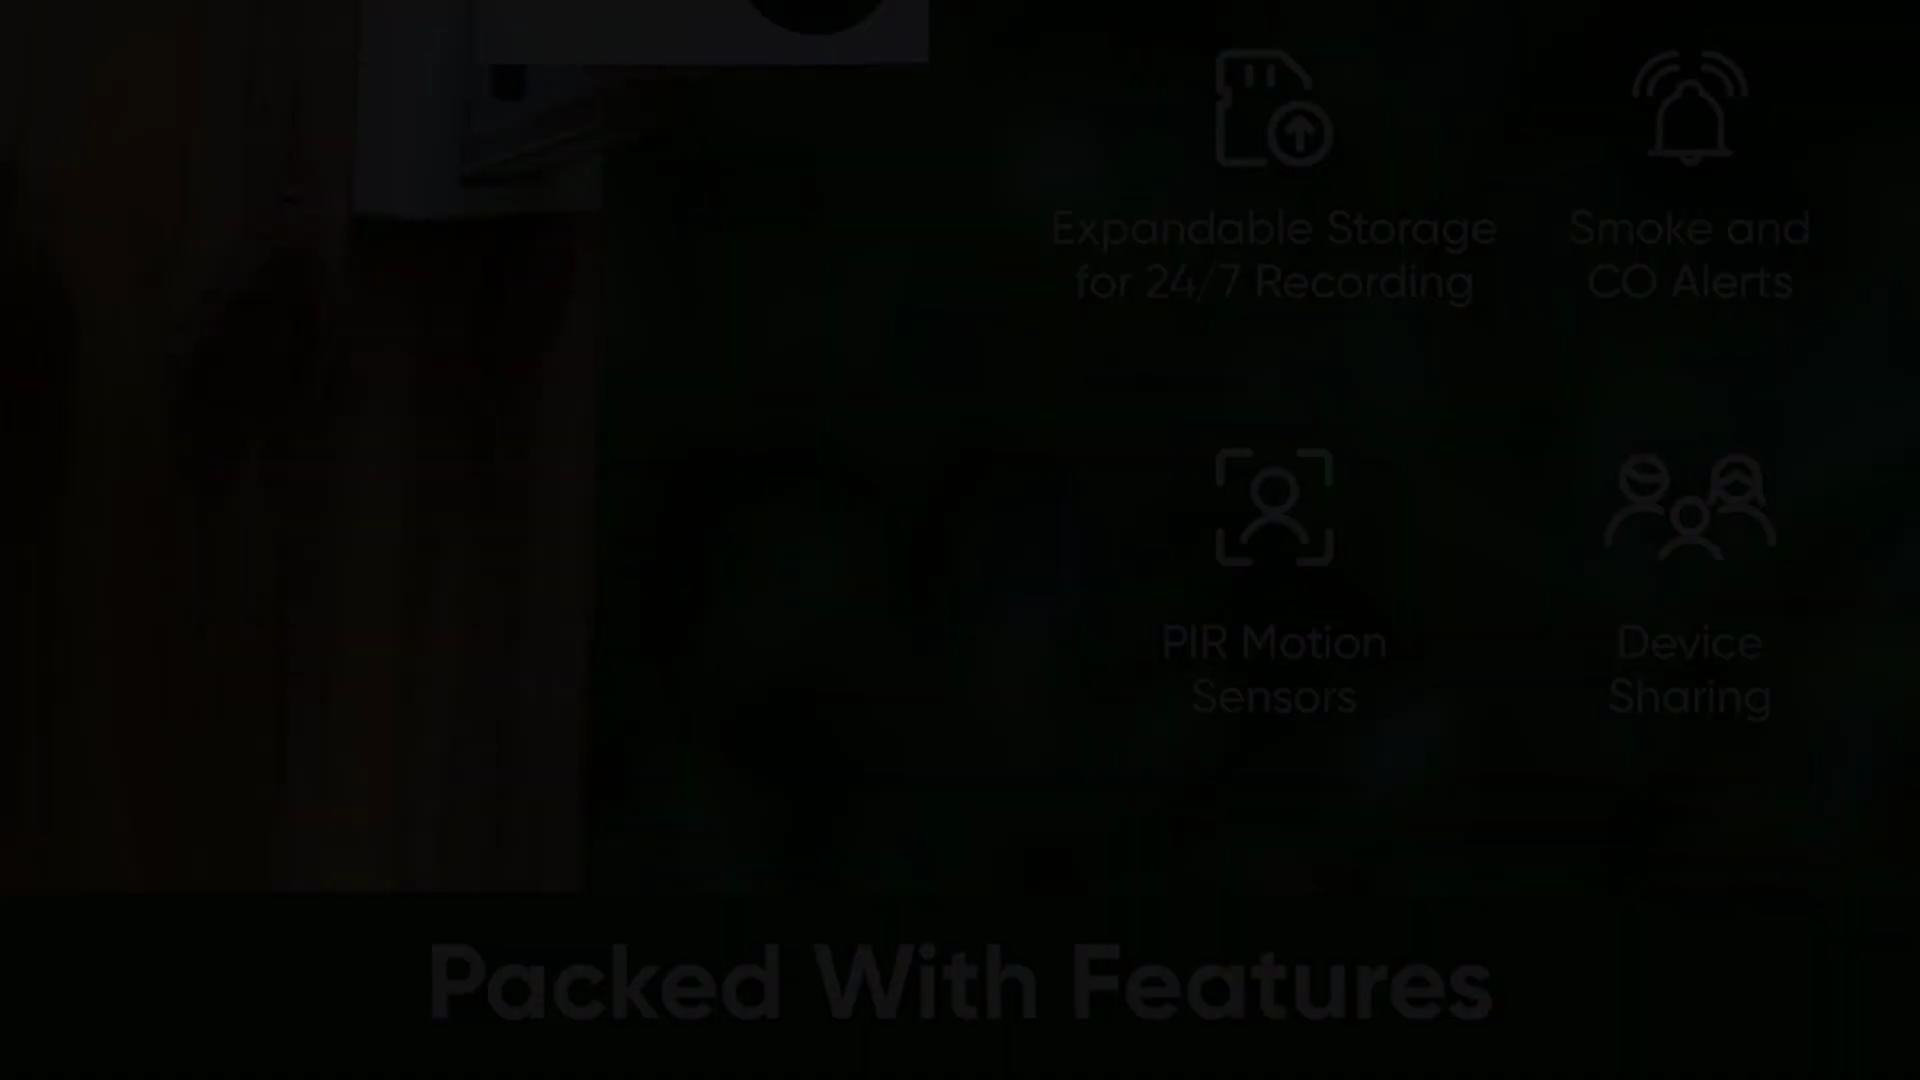 Expandable Storage
for 24/7 Recording
Smoke and
CO Alerts
PIR Motion
Sensors
Device
Sharing
Packed With Features